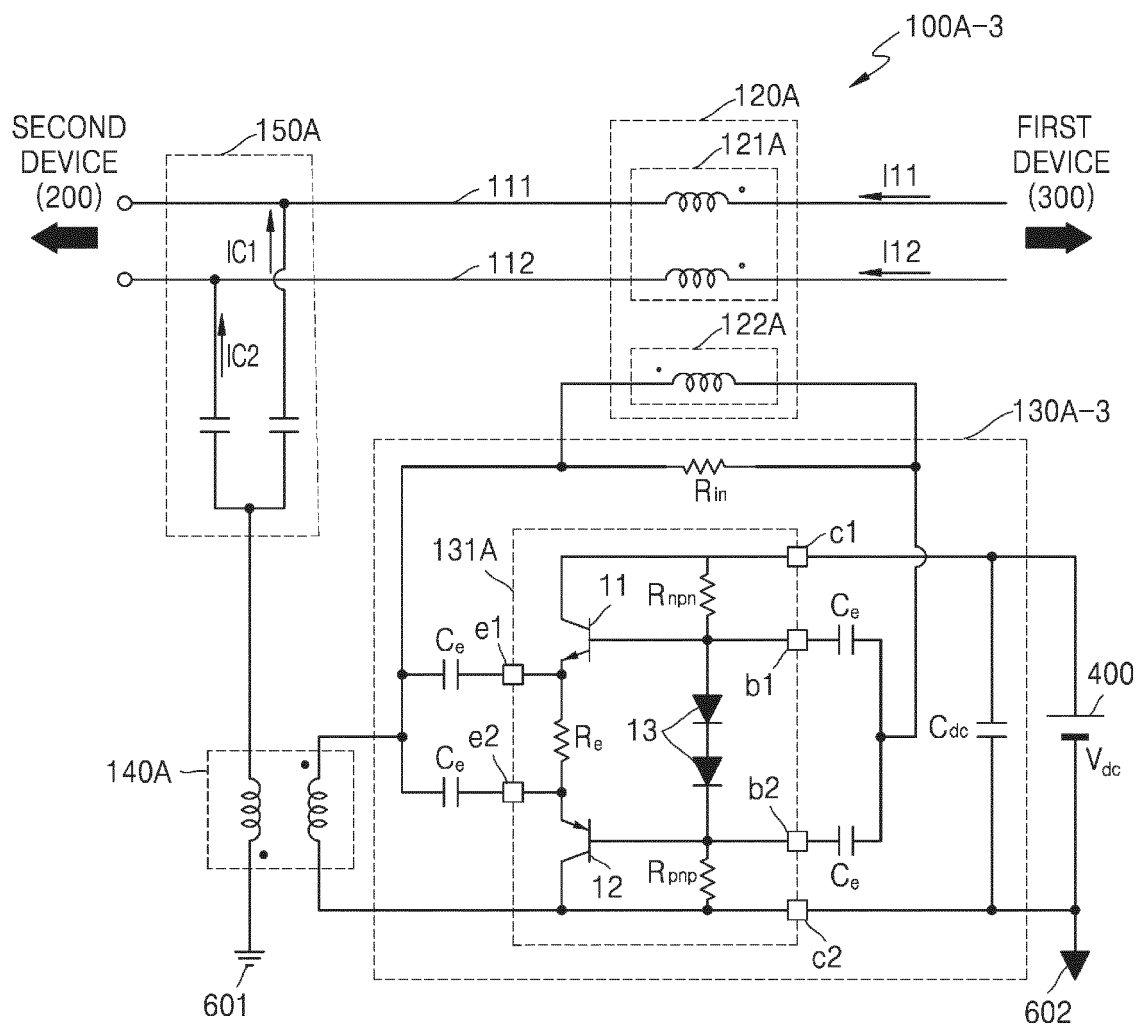 100A-3
120A
SECOND
DEVICE
(200)
150A
121A
FIRST
DEVICE
(300)
111
I11
IC1
112
I12
IC2
122A
130A-3
Rin
131A
c1
Rnpn
11
Ce
e1
Ce
b1
400
13
Re
e2
Cdc
Vdc
Ce
140A
b2
Rpnp
12
Ce
c2
601
602